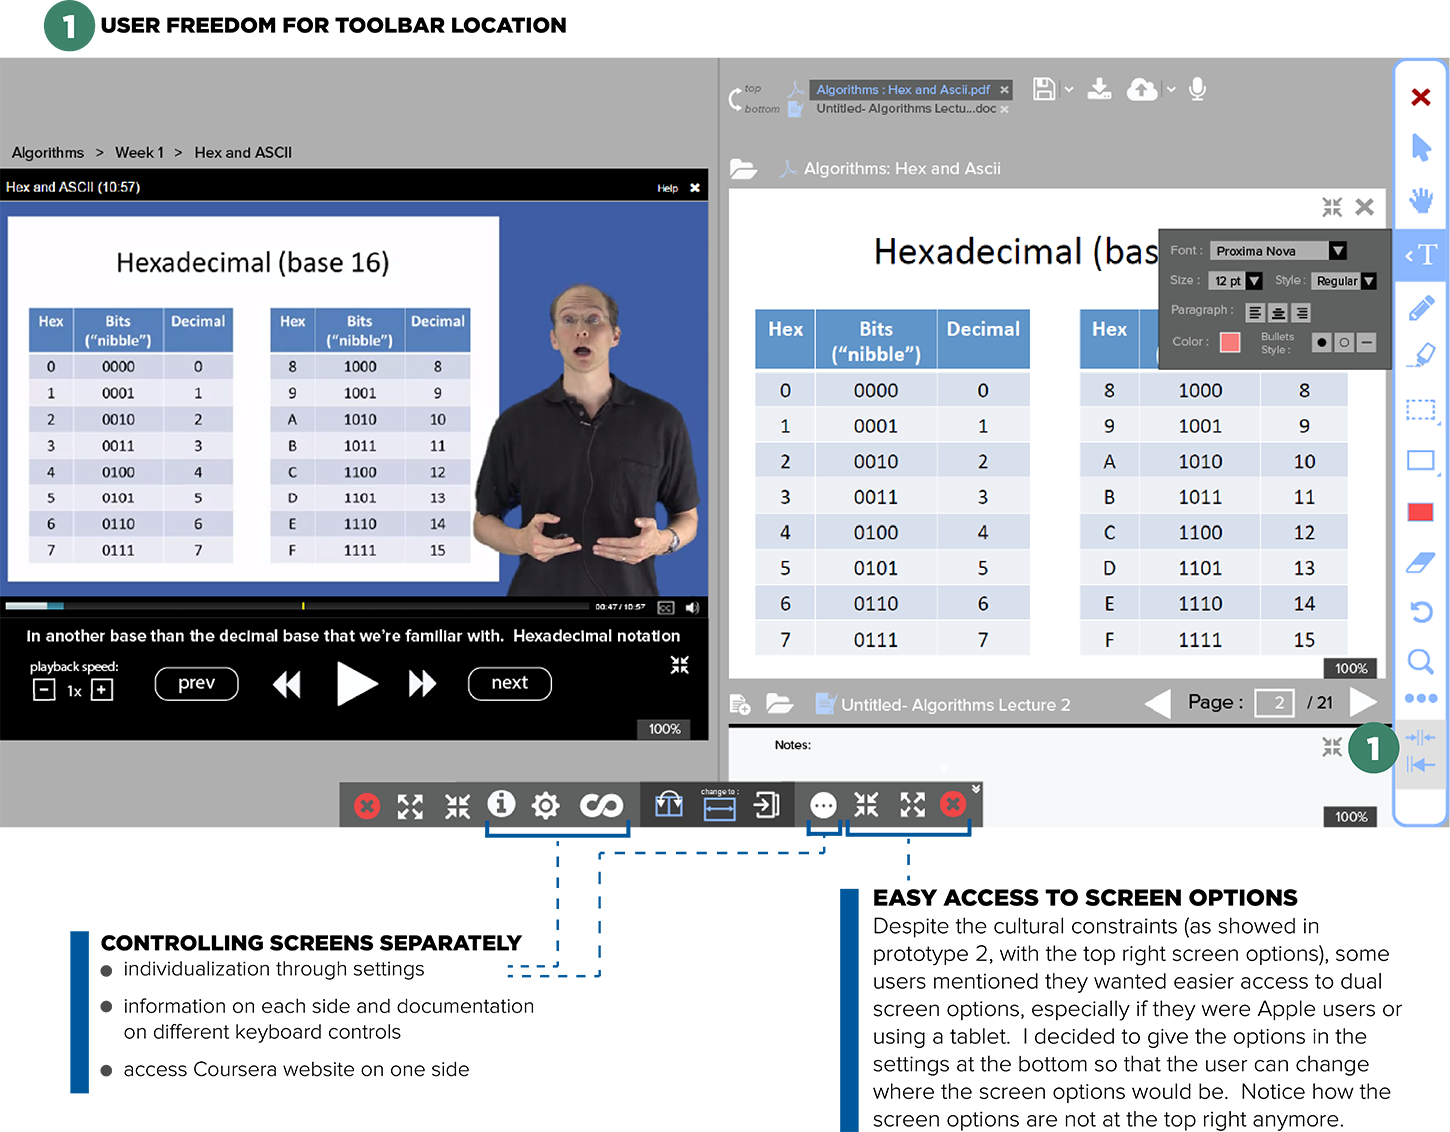 1 USER FREEDOM FOR TOOLBAR LOCATION
top
bottom
Algorithms : Hex and Ascii.pdf ×
Untitled- Algorithms Lectu...doc ×
Algorithms > Week 1 > Hex and ASCII
Hex and ASCII (10:57)
Help
Hexadecimal (base 16)
Hex Bits (“nibble”) Decimal Hex Bits (“nibble”) Decimal
0 0000 0 8 1000 8
1 0001 1 9 1001 9
2 0010 2 A 1010 10
3 0011 3 B 1011 11
4 0100 4 C 1100 12
5 0101 5 D 1101 13
6 0110 6 E 1110 14
7 0111 7 F 1111 15
00:47 / 10:57 CC
in another base than the decimal base that we're familiar with. Hexadecimal notation
playback speed:
- 1x +
prev
next
100%
Algorithms: Hex and Ascii
Hexadecimal (bas
Font : Proxima Nova
Size : 12 pt Style : Regular
Paragraph :
Color : Bullets Style :
<T
Hex Bits (“nibble”) Decimal Hex
0 0000 0 8 1000 8
1 0001 1 9 1001 9
2 0010 2 A 1010 10
3 0011 3 B 1011 11
4 0100 4 C 1100 12
5 0101 5 D 1101 13
6 0110 6 E 1110 14
7 0111 7 F 1111 15
100%
Untitled- Algorithms Lecture 2
Page : 2 / 21
Notes:
1
100%
change to :
CONTROLLING SCREENS SEPARATELY
● individualization through settings
● information on each side and documentation
on different keyboard controls
● access Coursera website on one side
EASY ACCESS TO SCREEN OPTIONS
Despite the cultural constraints (as showed in
prototype 2, with the top right screen options), some
users mentioned they wanted easier access to dual
screen options, especially if they were Apple users or
using a tablet. I decided to give the options in the
settings at the bottom so that the user can change
where the screen options would be. Notice how the
screen options are not at the top right anymore.